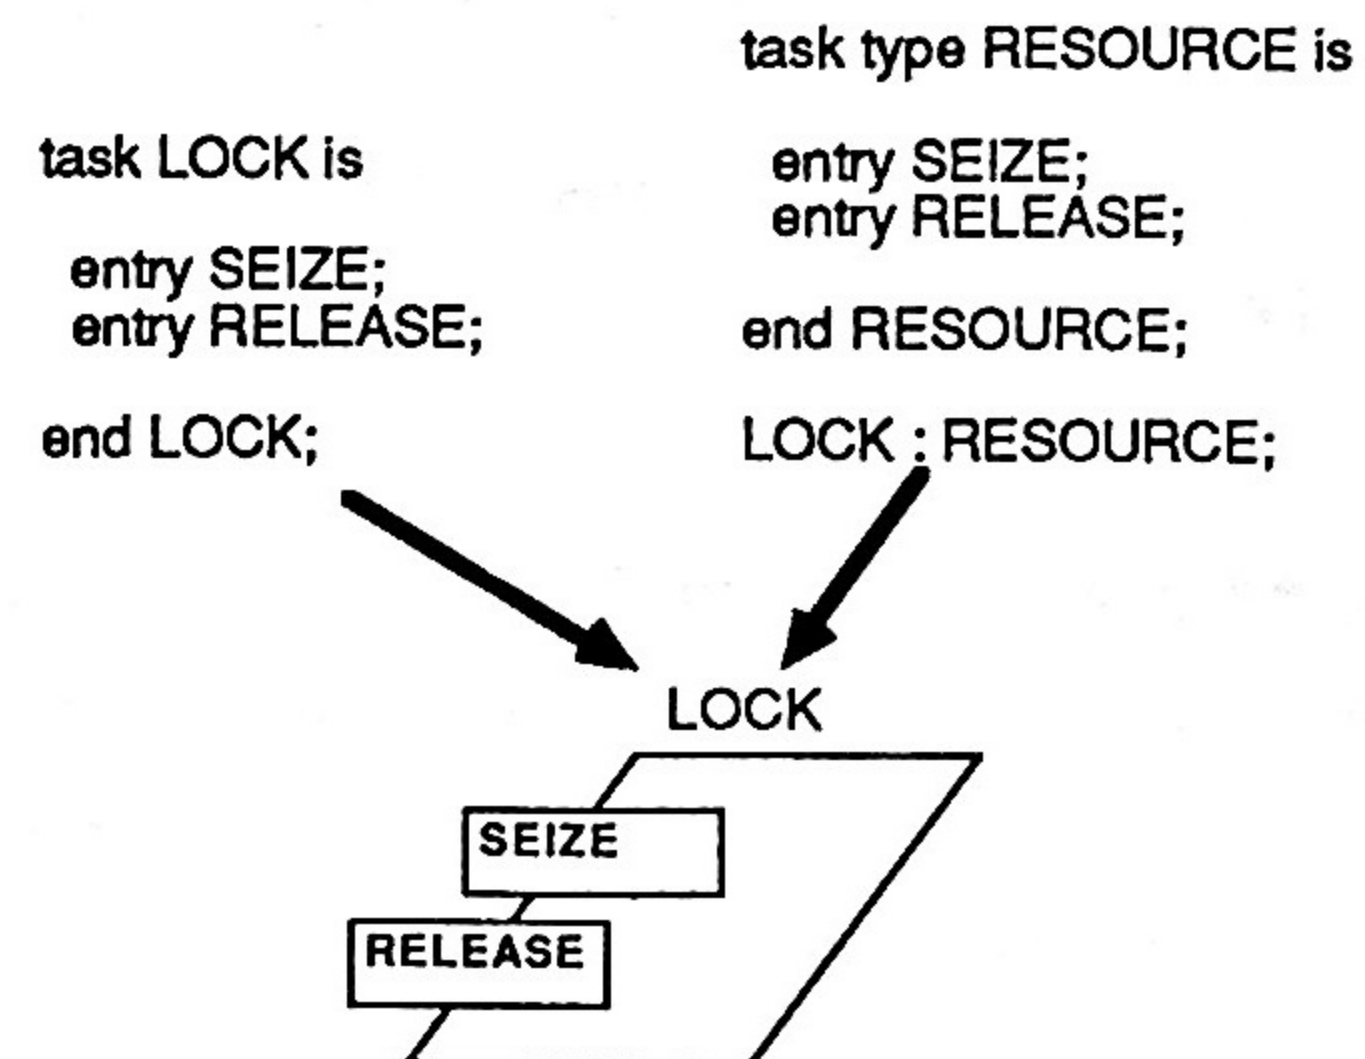 task LOCK is
entry SEIZE;
entry RELEASE;
end LOCK;
task type RESOURCE is
entry SEIZE;
entry RELEASE;
end RESOURCE;
LOCK : RESOURCE;
LOCK
SEIZE
RELEASE